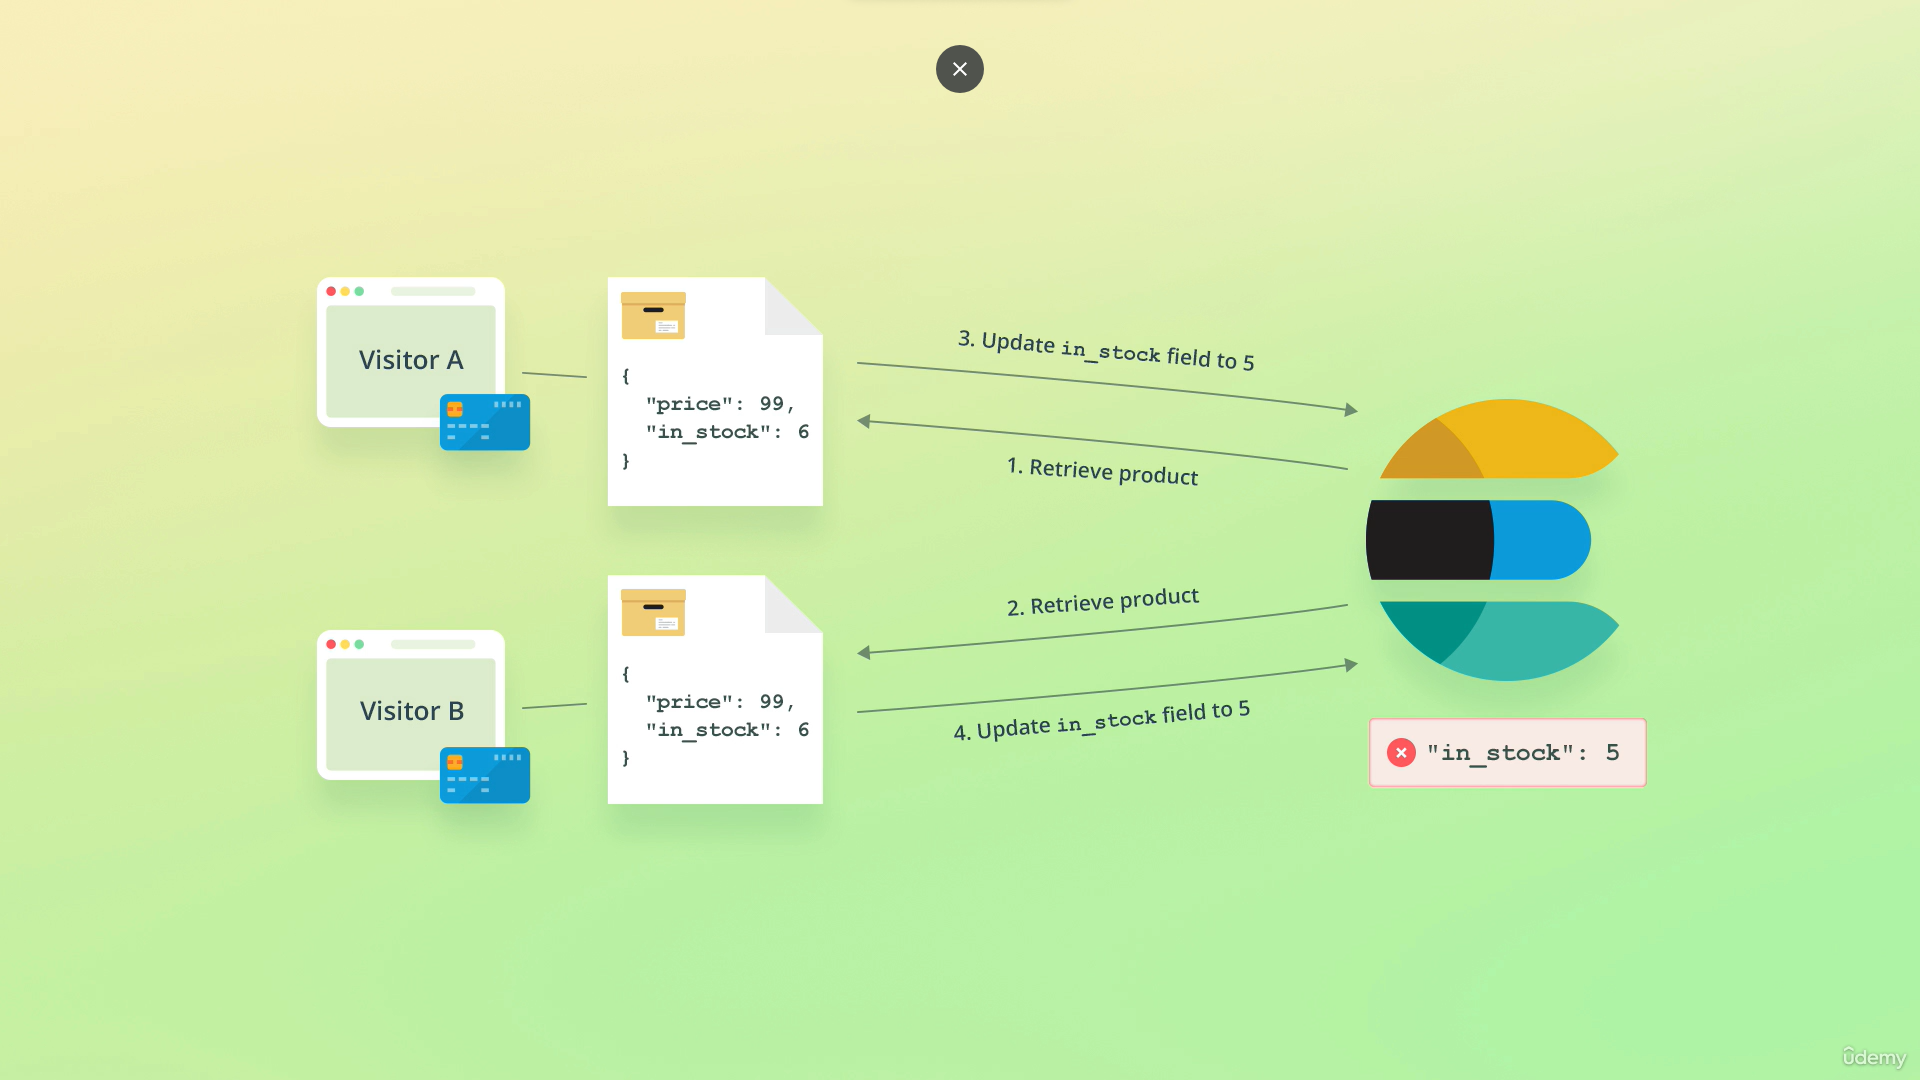 Visitor A
{
"price": 99,
"in_stock": 6
}
3. Update in_stock field to 5
1. Retrieve product
Visitor B
{
"price": 99,
"in_stock": 6
}
2. Retrieve product
4. Update in_stock field to 5
"in_stock": 5
ûdemy